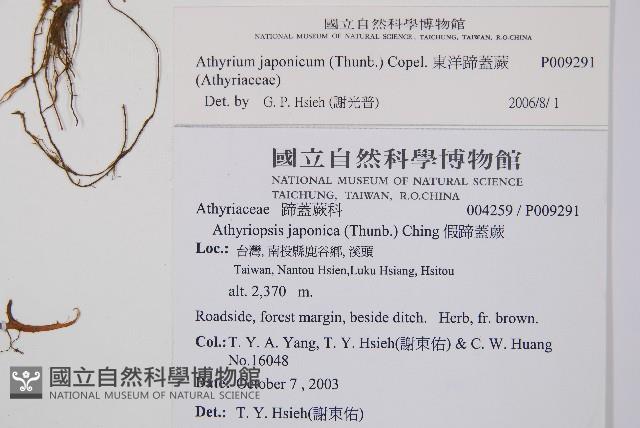 國立自然科學博物館
NATIONAL MUSEUM OF NATURAL SCIENCE, TAICHUNG, TAIWAN, R.O.CHINA
Athyrium japonicum (Thunb.) Copel. 東洋蹄蓋蕨 P009291
(Athyriaceae)
Det. by G. P. Hsieh (謝光普) 2006/8/ 1
國立自然科學博物館
NATIONAL MUSEUM OF NATURAL SCIENCE
TAICHUNG, TAIWAN, R.O.CHINA
Athyriaceae 蹄蓋蕨科 004259 / P009291
Athyriopsis japonica (Thunb.) Ching 假蹄蓋蕨
Loc.: 台灣, 南投縣鹿谷鄉, 溪頭
Taiwan, Nantou Hsien,Luku Hsiang, Hsitou
alt. 2,370 m.
Roadside, forest margin, beside ditch. Herb, fr. brown.
Col.: T. Y. A. Yang, T. Y. Hsieh(謝東佑) & C. W. Huang
No.16048
Date: October 7 , 2003
Det.: T. Y. Hsieh(謝東佑)
國立自然科學博物館
NATIONAL MUSEUM OF NATURAL SCIENCE